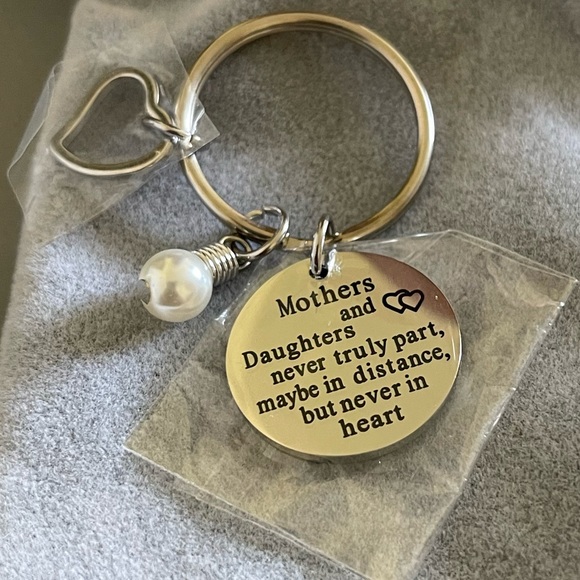 Mothers
and
Daughters
never truly part,
maybe in distance,
but never in
heart